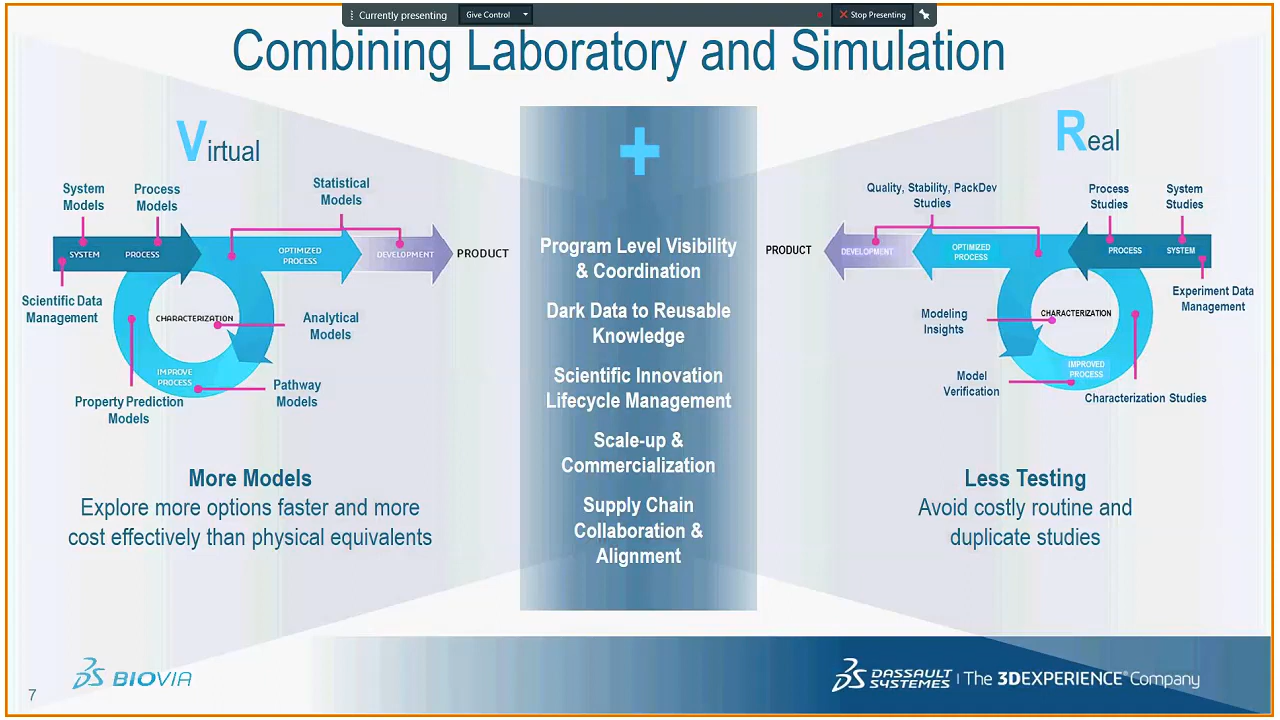 Currently presenting
Give Control
Stop Presenting
Combining Laboratory and Simulation
Virtual
System
Models
Process
Models
Statistical
Models
SYSTEM
PROCESS
OPTIMIZED
PROCESS
DEVELOPMENT
PRODUCT
Scientific Data
Management
CHARACTERIZATION
Analytical
Models
IMPROVE
PROCESS
Pathway
Models
Property Prediction
Models
More Models
Explore more options faster and more
cost effectively than physical equivalents
+
Program Level Visibility
& Coordination
Dark Data to Reusable
Knowledge
Scientific Innovation
Lifecycle Management
Scale-up &
Commercialization
Supply Chain
Collaboration &
Alignment
Real
Quality, Stability, PackDev
Studies
Process
Studies
System
Studies
PRODUCT
DEVELOPMENT
OPTIMIZED
PROCESS
PROCESS
SYSTEM
Experiment Data
Management
Modeling
Insights
CHARACTERIZATION
IMPROVED
PROCESS
Model
Verification
Characterization Studies
Less Testing
Avoid costly routine and
duplicate studies
7
3DS BIOVIA
3DS DASSAULT SYSTEMES | The 3DEXPERIENCE® Company